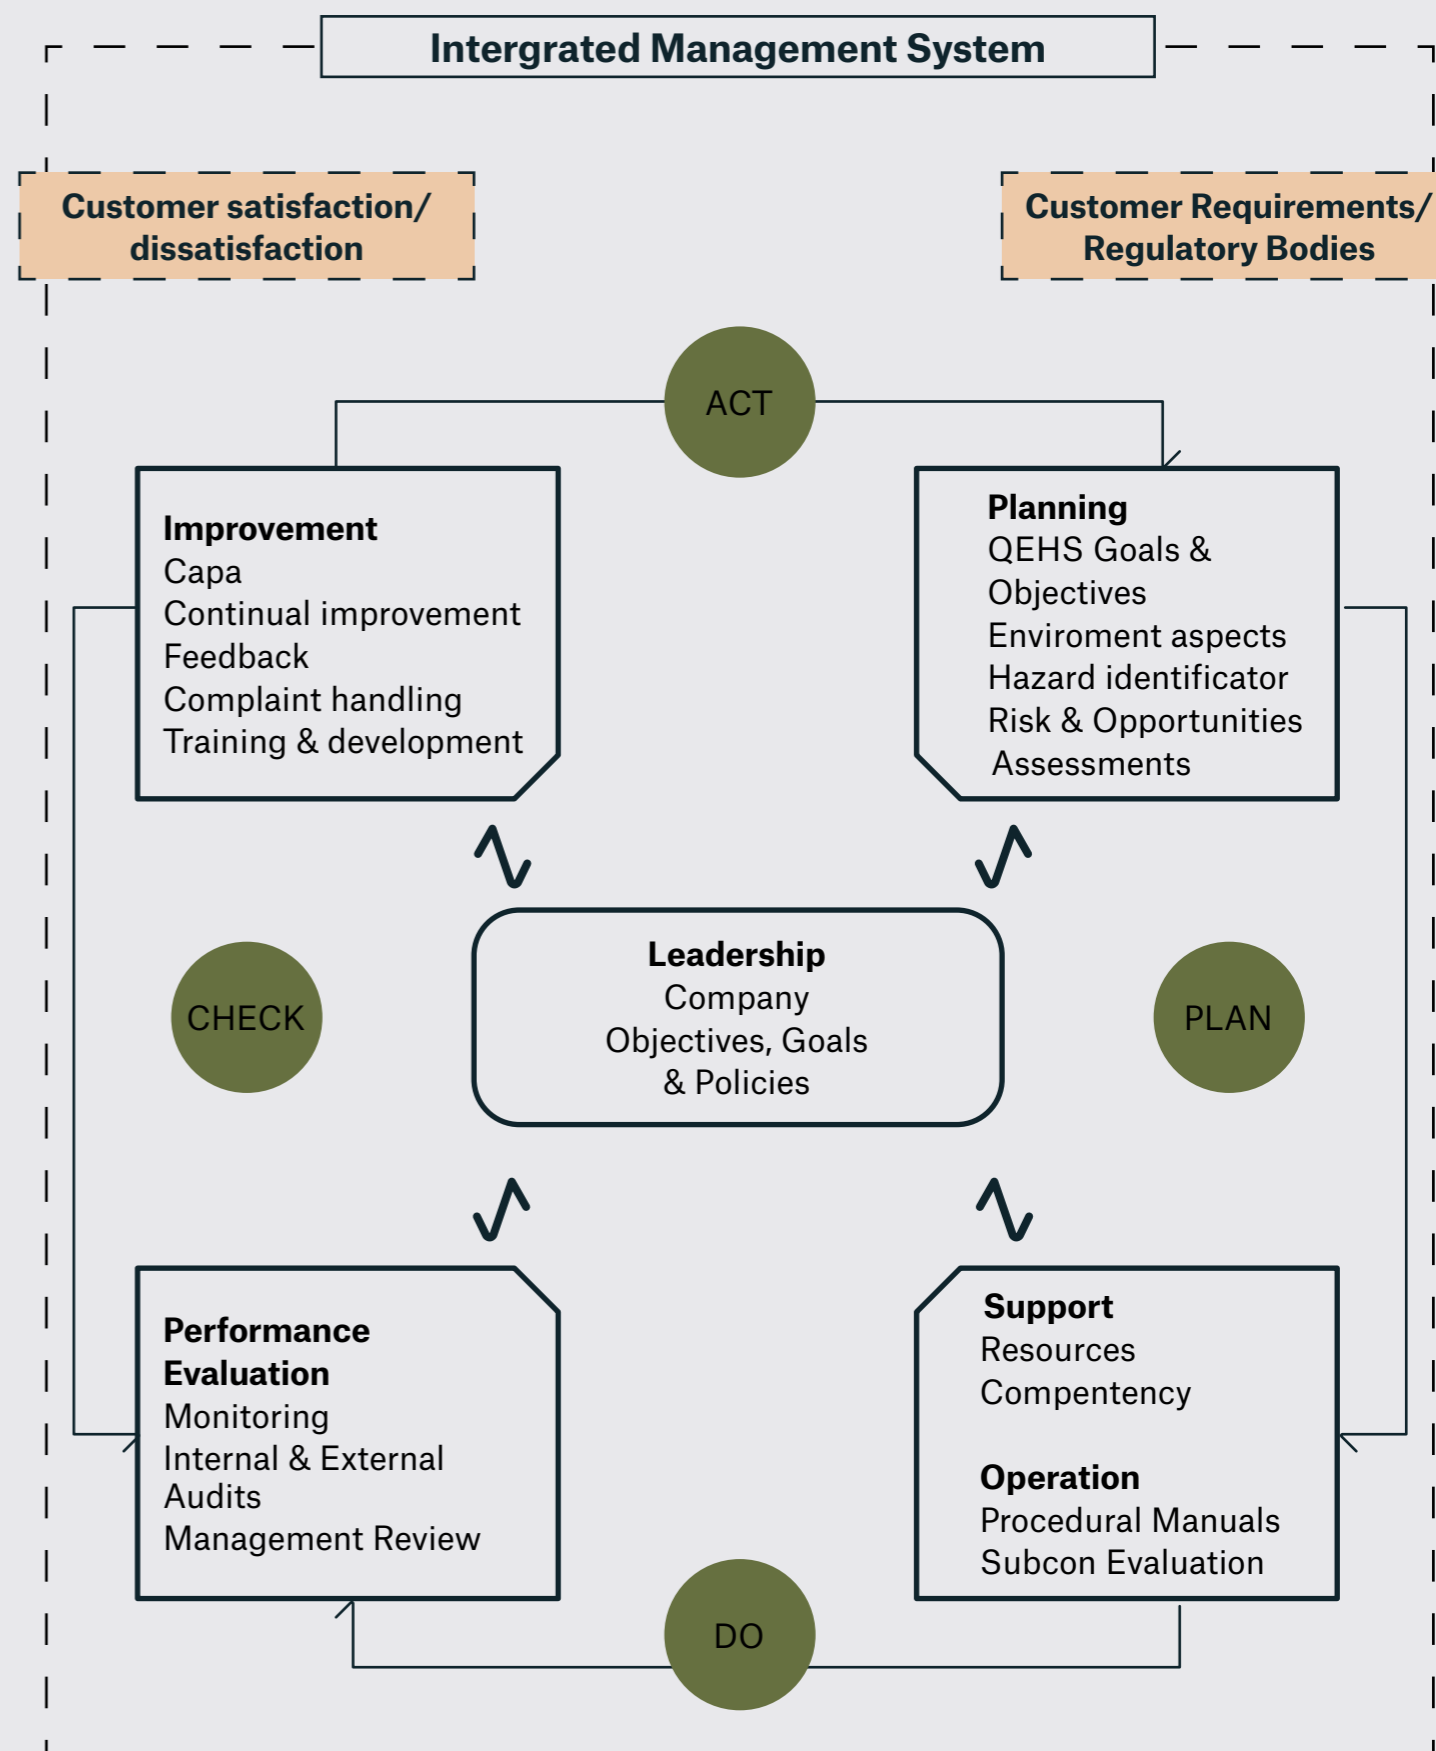 Intergrated Management System
Customer satisfaction/
dissatisfaction
Customer Requirements/
Regulatory Bodies
ACT
Improvement
Capa
Continual improvement
Feedback
Complaint handling
Training & development
Planning
QEHS Goals &
Objectives
Enviroment aspects
Hazard identificator
Risk & Opportunities
Assessments
CHECK
Leadership
Company
Objectives, Goals
& Policies
PLAN
Performance
Evaluation
Monitoring
Internal & External
Audits
Management Review
Support
Resources
Compentency
Operation
Procedural Manuals
Subcon Evaluation
DO